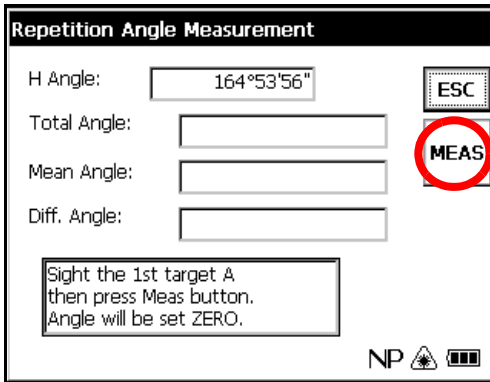 Repetition Angle Measurement
H Angle: 164°53'56"
ESC
Total Angle:
MEAS
Mean Angle:
Diff. Angle:
Sight the 1st target A
then press Meas button.
Angle will be set ZERO.
NP